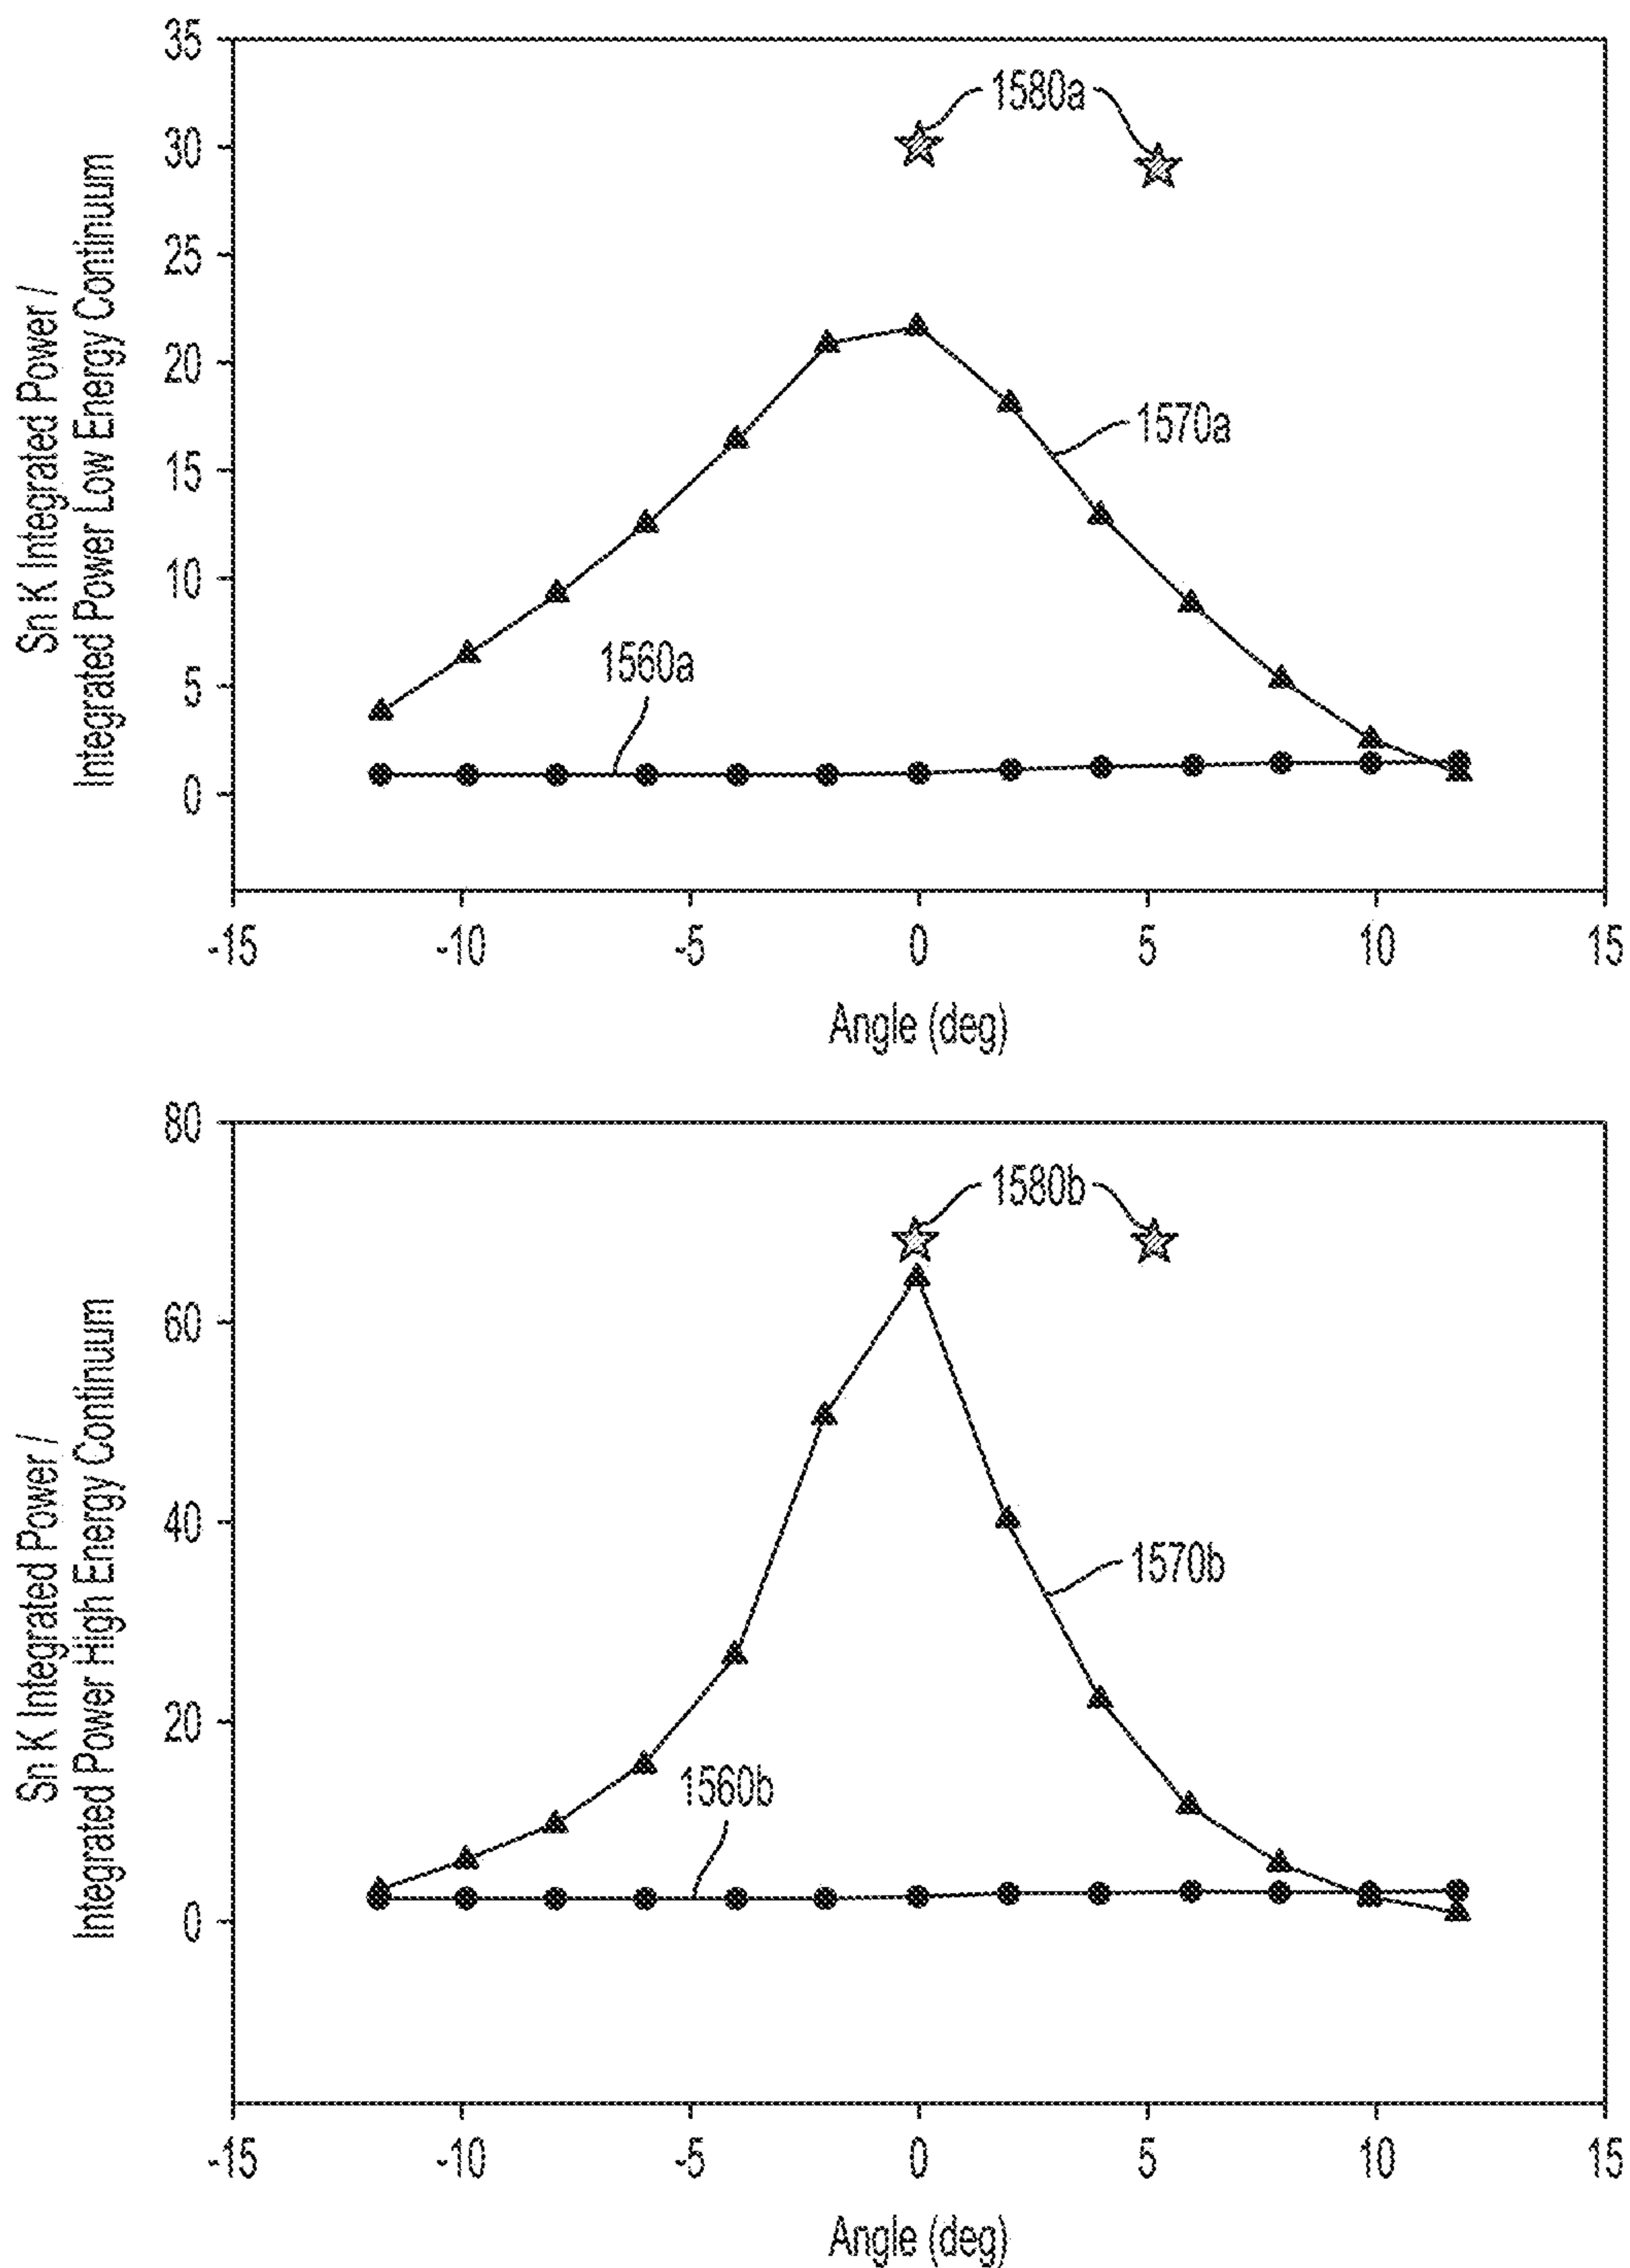 Sn K Integrated Power /
Integrated Power Low Energy Continuum
35
30
25
20
15
10
5
0
1580a
1570a
1560a
-15
-10
-5
0
5
10
15
Angle (deg)
Sn K Integrated Power /
Integrated Power High Energy Continuum
80
60
40
20
0
1580b
1570b
1560b
-15
-10
-5
0
5
10
15
Angle (deg)